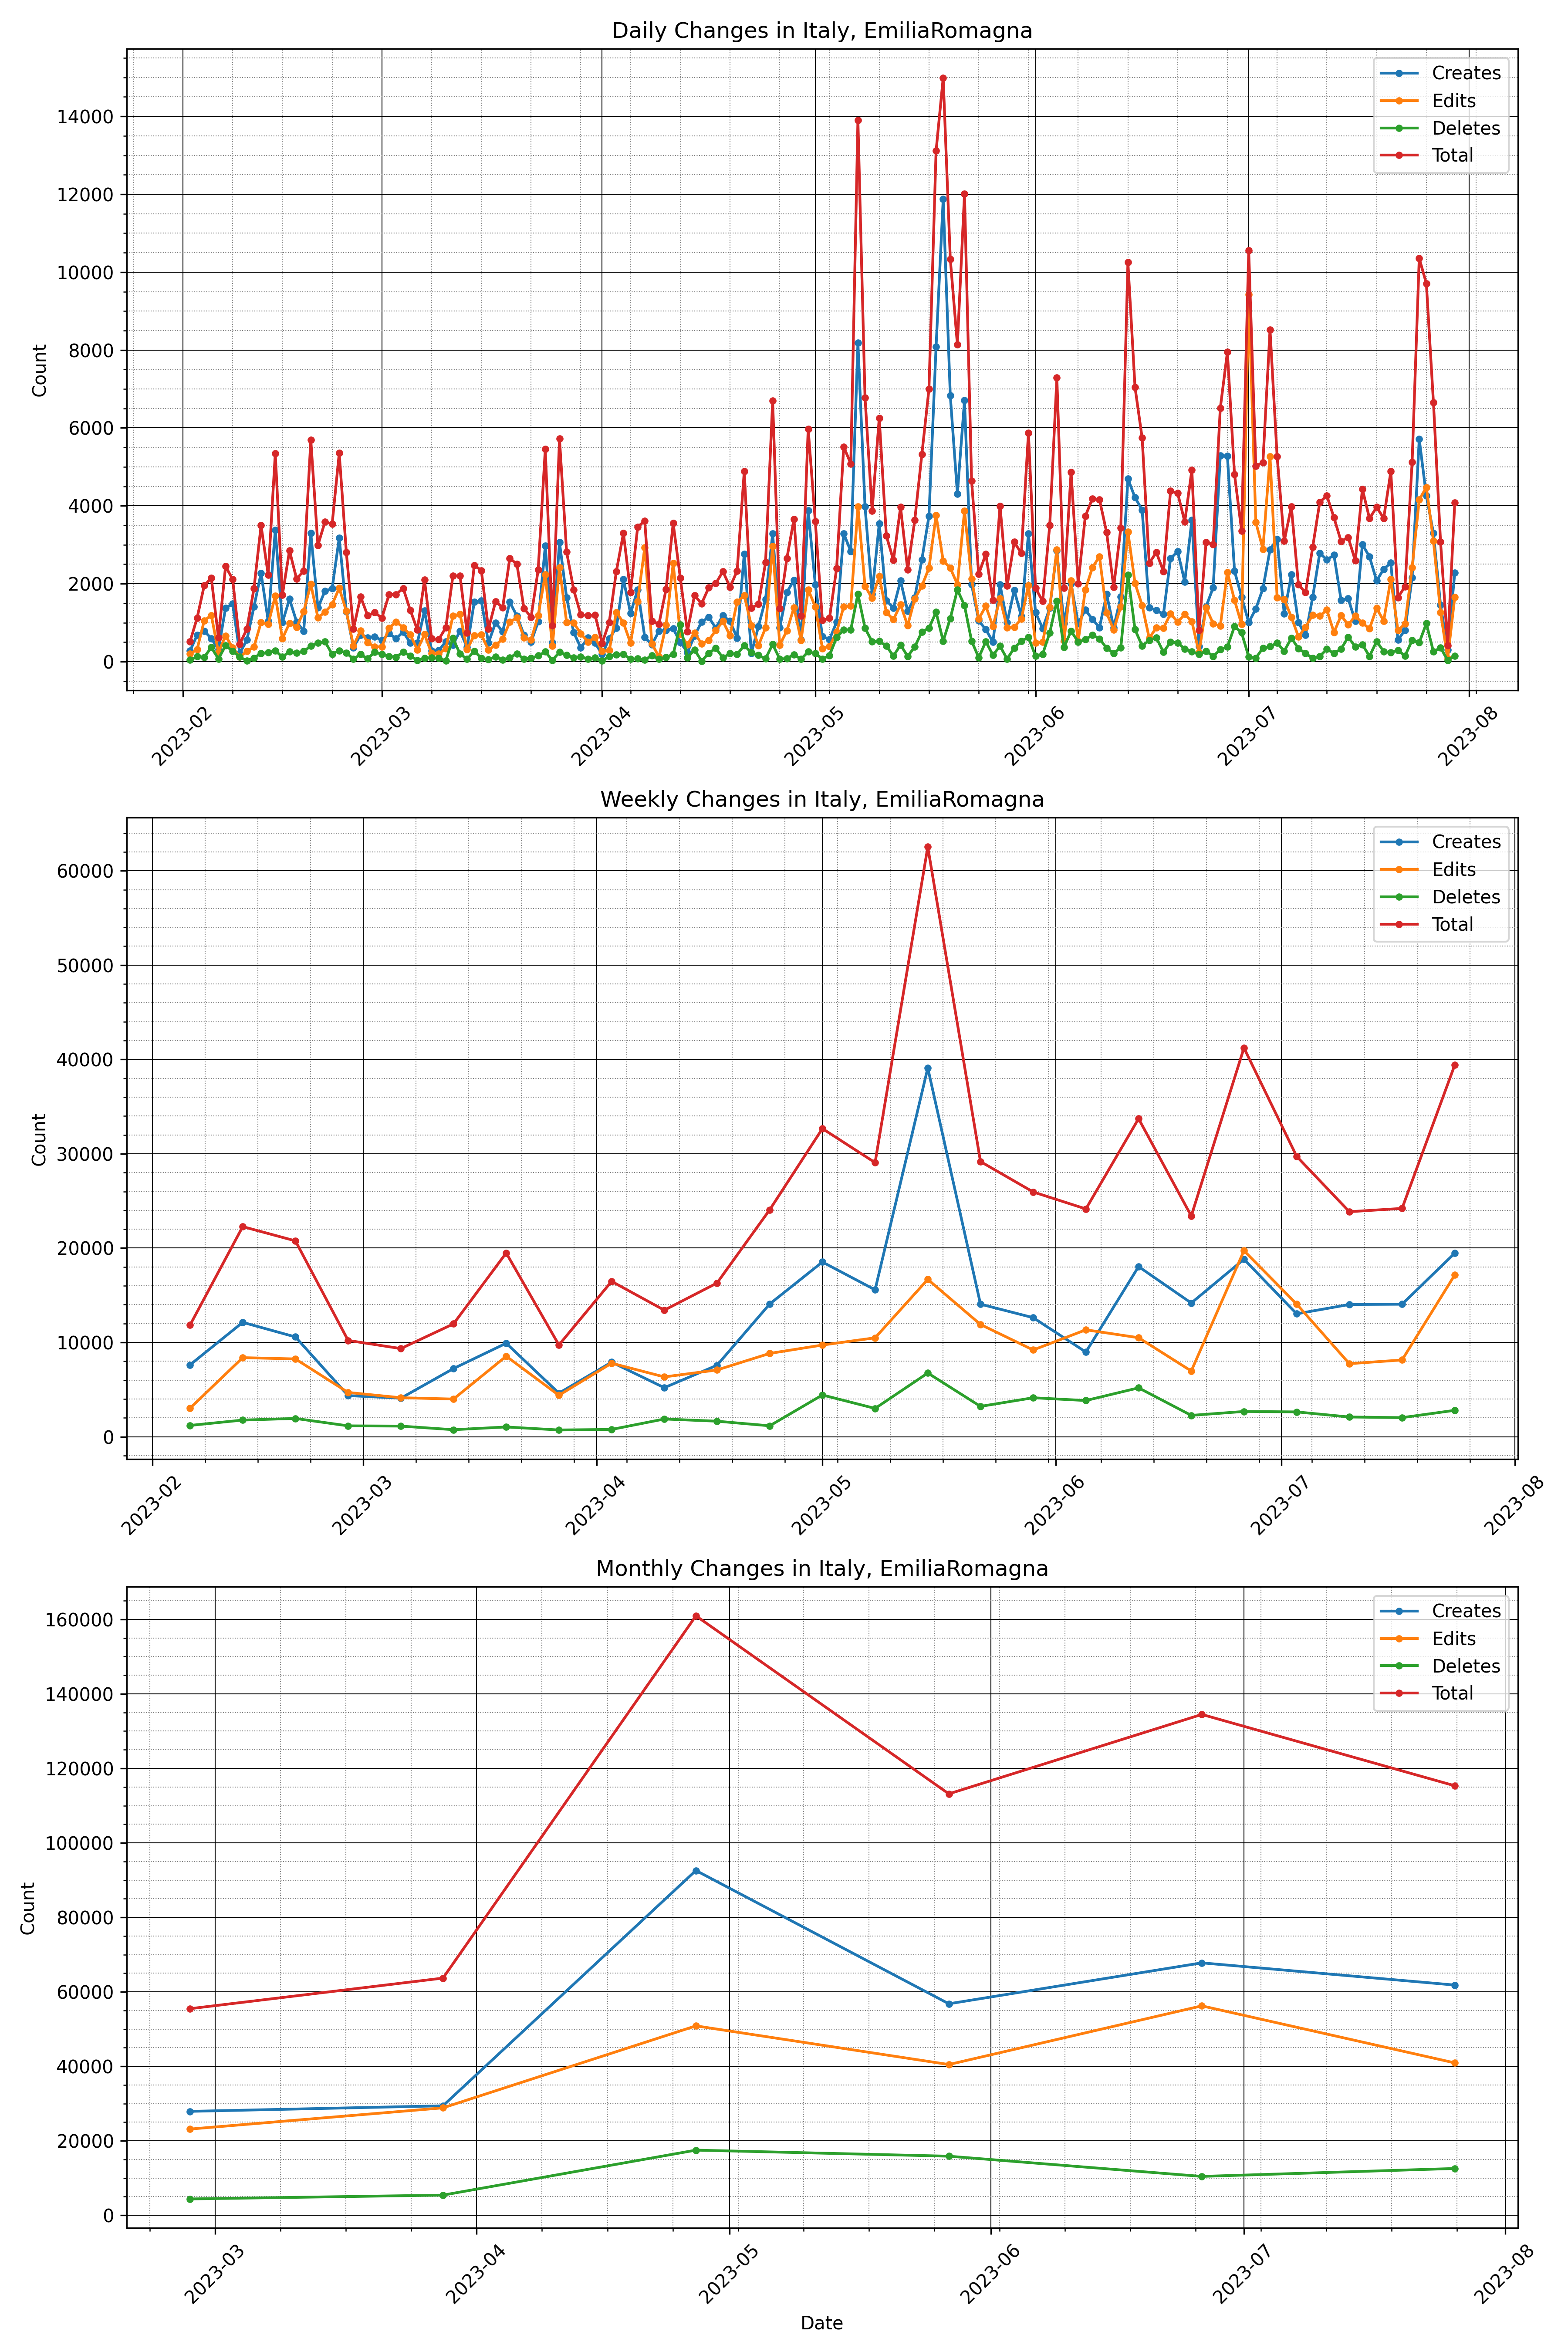 Daily Changes in Italy, EmiliaRomagna
Creates
Edits
Deletes
Total
14000
12000
10000
8000
6000
4000
2000
0
Count
2023-02
2023-03
2023-04
2023-05
2023-06
2023-07
2023-08
Weekly Changes in Italy, EmiliaRomagna
Creates
Edits
Deletes
Total
60000
50000
40000
30000
20000
10000
0
Count
2023-02
2023-03
2023-04
2023-05
2023-06
2023-07
2023-08
Monthly Changes in Italy, EmiliaRomagna
Creates
Edits
Deletes
Total
160000
140000
120000
100000
80000
60000
40000
20000
0
Count
2023-03
2023-04
2023-05
2023-06
2023-07
2023-08
Date